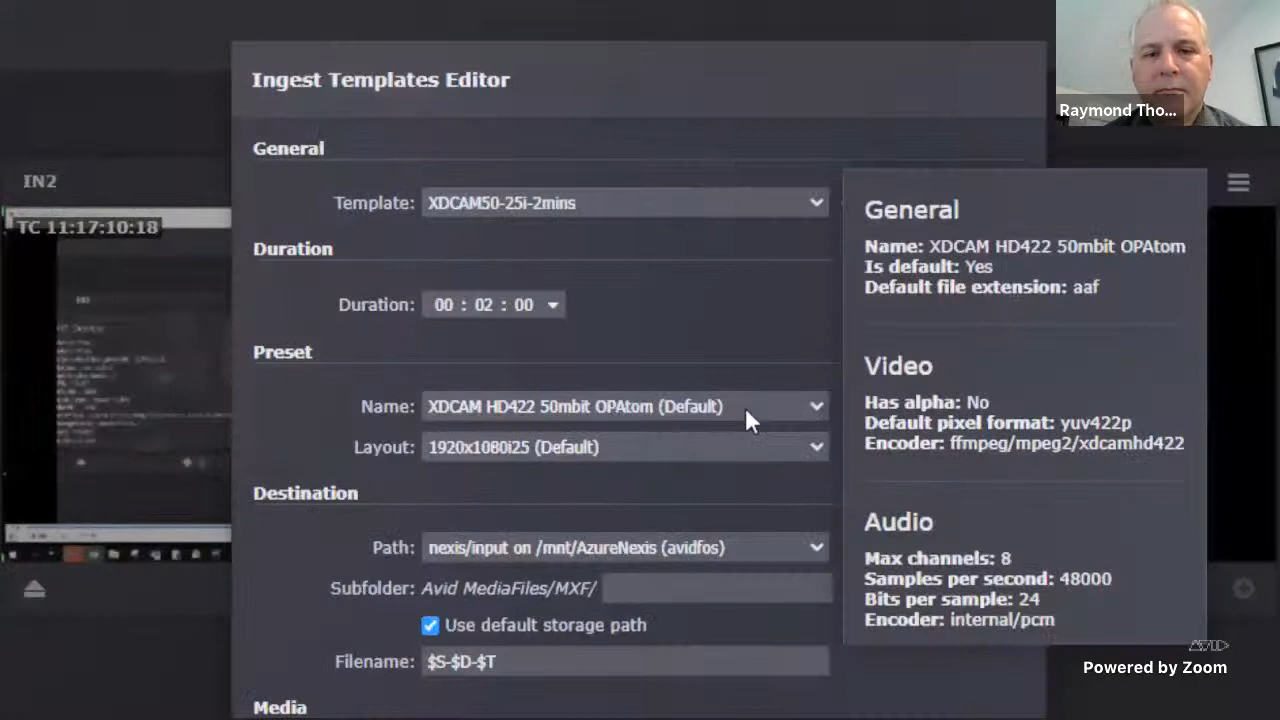 Raymond Tho...
Ingest Templates Editor
General
IN2
Template: XDCAM50-25i-2mins
TC 11:17:10:18
Duration
Duration: 00 : 02 : 00
Preset
Name: XDCAM HD422 50mbit OPAtom (Default)
Layout: 1920x1080i25 (Default)
Destination
Path: nexis/input on /mnt/AzureNexis (avidfos)
Subfolder: Avid MediaFiles/MXF/
Use default storage path
Filename: $S-$D-$T
Media
General
Name: XDCAM HD422 50mbit OPAtom
Is default: Yes
Default file extension: aaf
Video
Has alpha: No
Default pixel format: yuv422p
Encoder: ffmpeg/mpeg2/xdcamhd422
Audio
Max channels: 8
Samples per second: 48000
Bits per sample: 24
Encoder: internal/pcm
AVID
Powered by Zoom